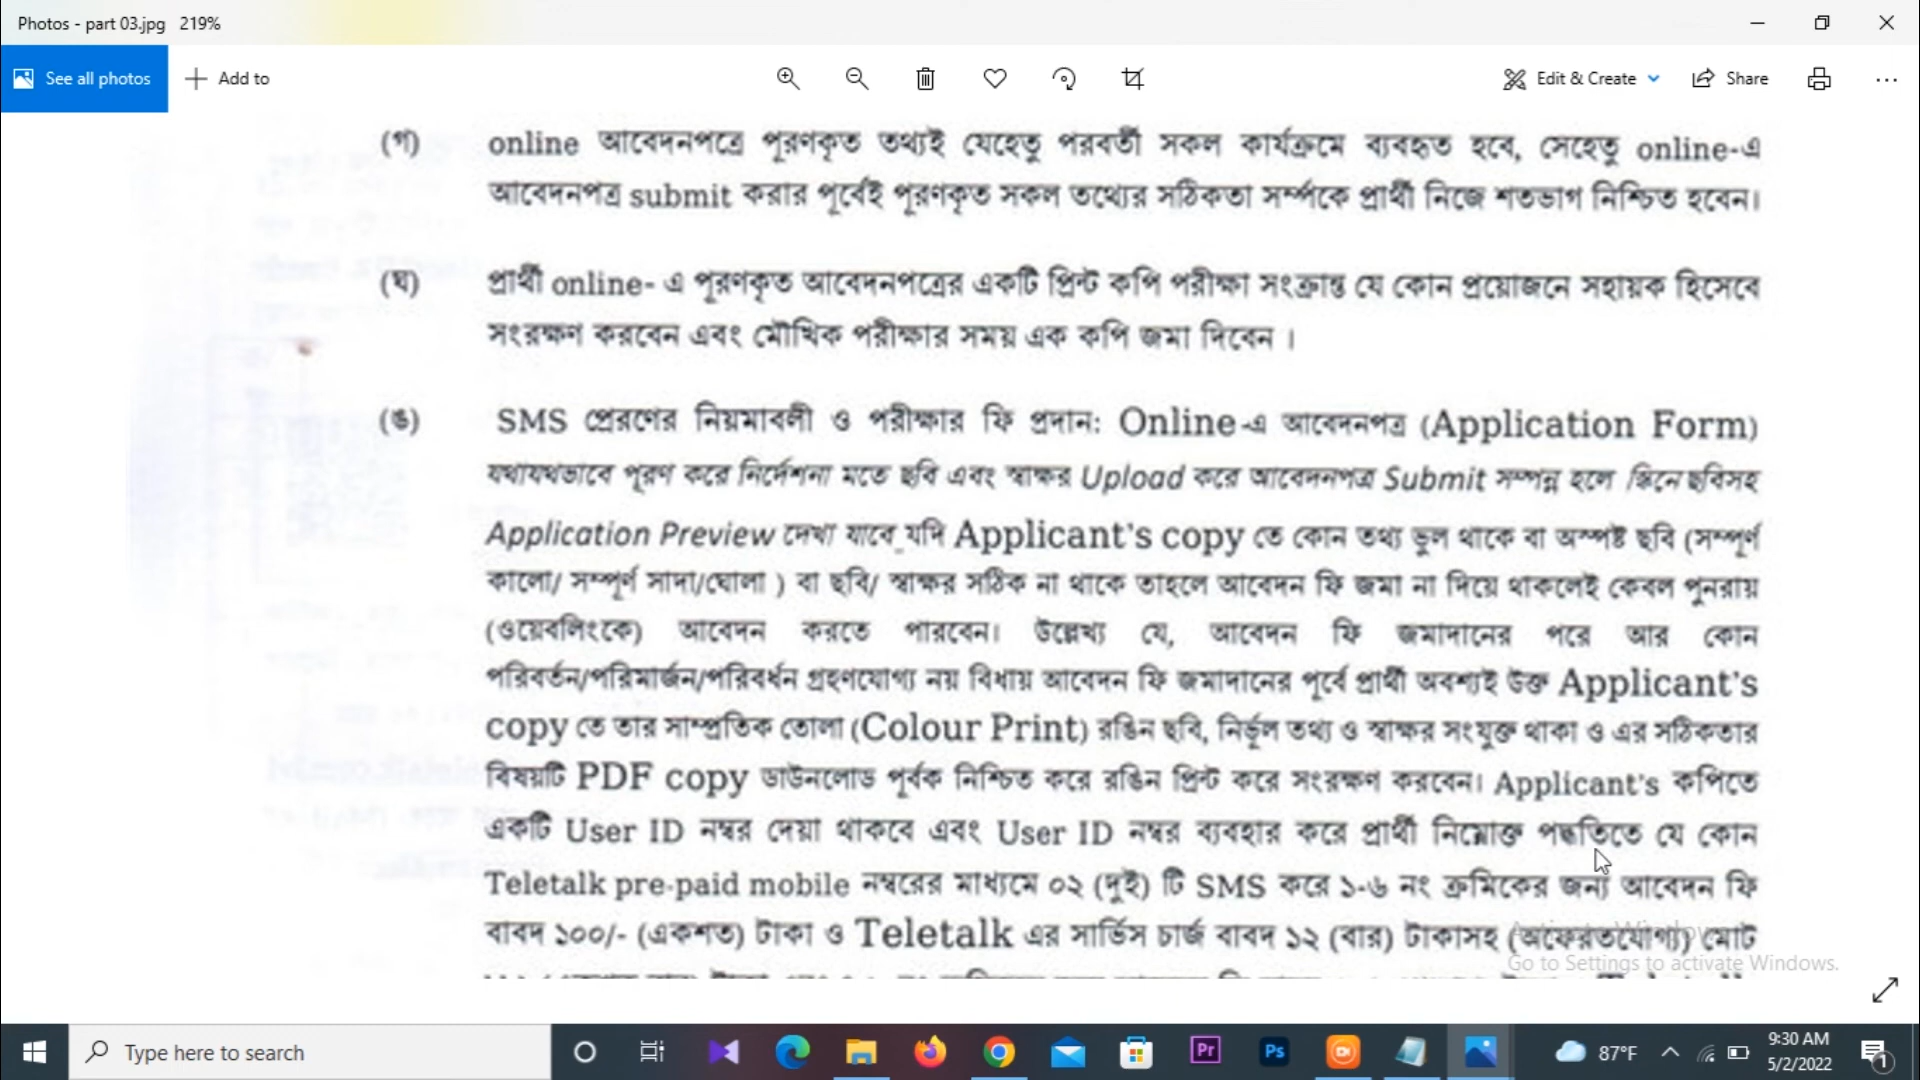 Photos - part 03.jpg 219%
See all photos
Add to
Edit & Create
Share
(গ) online আবেদনপত্রে পূরণকৃত তথ্যই যেহেতু পরবর্তী সকল কার্যক্রমে ব্যবহৃত হবে, সেহেতু online-এ
আবেদনপত্র submit করার পূর্বেই পূরণকৃত সকল তথ্যের সঠিকতা সর্ম্পকে প্রার্থী নিজে শতভাগ নিশ্চিত হবেন।
(ঘ) প্রার্থী online- এ পূরণকৃত আবেদনপত্রের একটি প্রিন্ট কপি পরীক্ষা সংক্রান্ত যে কোন প্রয়োজনে সহায়ক হিসেবে
সংরক্ষণ করবেন এবং মৌখিক পরীক্ষার সময় এক কপি জমা দিবেন ।
(ঙ) SMS প্রেরণের নিয়মাবলী ও পরীক্ষার ফি প্রদান: Online-এ আবেদনপত্র (Application Form)
যথাযথভাবে পূরণ করে নির্দেশনা মতে ছবি এবং স্বাক্ষর Upload করে আবেদনপত্র Submit সম্পন্ন হলে স্কিনে ছবিসহ
Application Preview দেখা যাবে যদি Applicant's copy তে কোন তথ্য ভুল থাকে বা অস্পষ্ট ছবি (সম্পূর্ণ
কালো/ সম্পূর্ণ সাদা/ঘোলা ) বা ছবি/ স্বাক্ষর সঠিক না থাকে তাহলে আবেদন ফি জমা না দিয়ে থাকলেই কেবল পুনরায়
(ওয়েবলিংকে) আবেদন করতে পারবেন। উল্লেখ্য যে, আবেদন ফি জমাদানের পরে আর কোন
পরিবর্তন/পরিমার্জন/পরিবর্ধন গ্রহণযোগ্য নয় বিধায় আবেদন ফি জমাদানের পূর্বে প্রার্থী অবশ্যই উক্ত Applicant's
copy তে তার সাম্প্রতিক তোলা (Colour Print) রঙিন ছবি, নির্ভূল তথ্য ও স্বাক্ষর সংযুক্ত থাকা ও এর সঠিকতার
বিষয়টি PDF copy ডাউনলোড পূর্বক নিশ্চিত করে রঙিন প্রিন্ট করে সংরক্ষণ করবেন। Applicant's কপিতে
একটি User ID নম্বর দেয়া থাকবে এবং User ID নম্বর ব্যবহার করে প্রার্থী নিম্নোক্ত পদ্ধতিতে যে কোন
Teletalk pre-paid mobile নম্বরের মাধ্যমে ০২ (দুই) টি SMS করে ১-৬ নং ক্রমিকের জন্য আবেদন ফি
বাবদ ১০০/- (একশত) টাকা ও Teletalk এর সার্ভিস চার্জ বাবদ ১২ (বার) টাকাসহ (অফেরতযোগ্য) মোট
Activate Windows
Go to Settings to activate Windows.
Type here to search
Pr
Ps
87°F
9:30 AM
5/2/2022
1